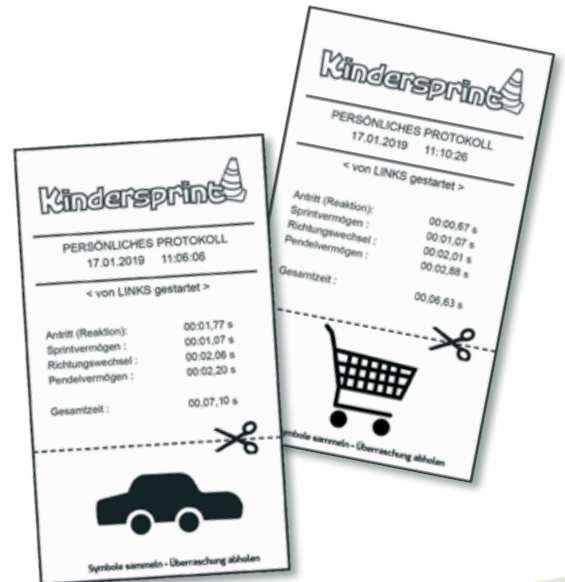 Kindersprint
PERSÖNLICHES PROTOKOLL
17.01.2019 11:06:06
< von LINKS gestartet >
Antritt (Reaktion): 00:01,77 s
Sprintvermögen : 00:01,07 s
Richtungswechsel : 00:02,06 s
Pendelvermögen : 00:02,20 s
Gesamtzeit : 00,07,10 s
Symbole sammeln - Überraschung abholen
Kindersprint
PERSÖNLICHES PROTOKOLL
17.01.2019 11:10:26
< von LINKS gestartet >
Antritt (Reaktion): 00:00,67 s
Sprintvermögen : 00:01,07 s
Richtungswechsel : 00:02,01 s
Pendelvermögen : 00:02,88 s
Gesamtzeit : 00,06,63 s
mbole sammeln - Überraschung abholen